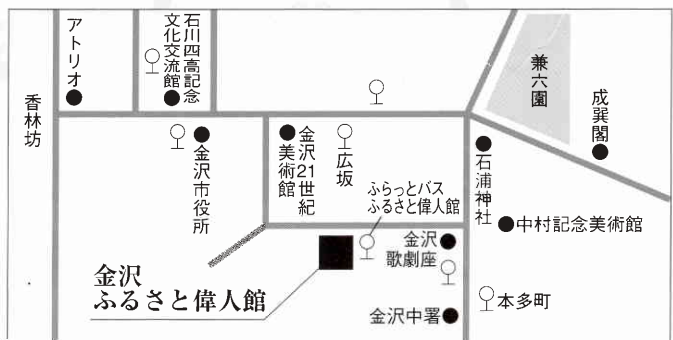 アトリオ
石川四高記念
文化交流館
兼六園
成巽閣
香林坊
金沢市役所
金沢21世紀
美術館
広坂
石浦神社
ふらっとバス
ふるさと偉人館
中村記念美術館
金沢
歌劇座
金沢
ふるさと偉人館
本多町
金沢中署